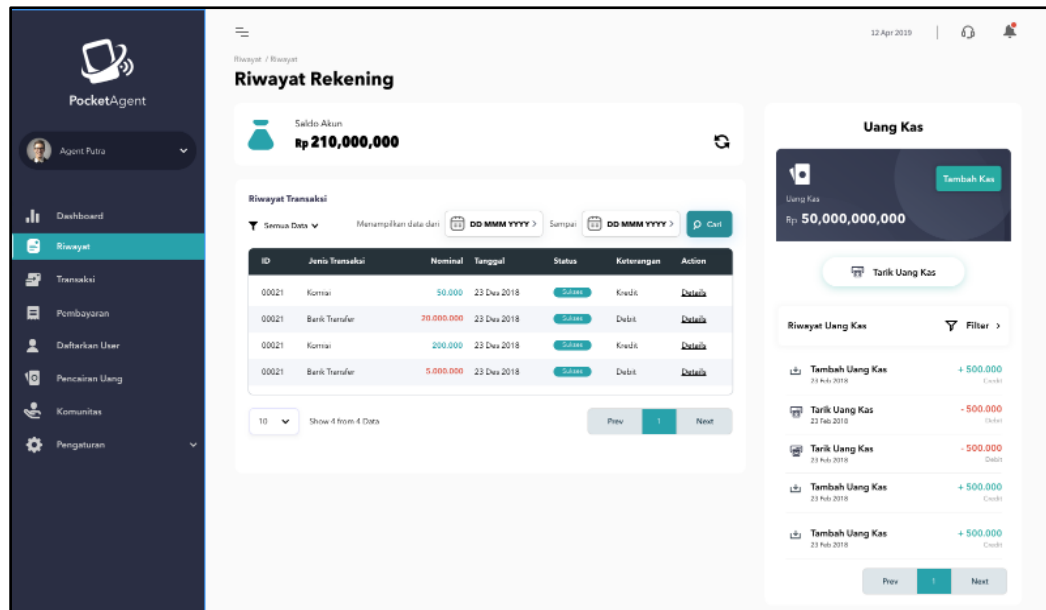 PocketAgent
Agent Putra
Dashboard
Riwayat
Transaksi
Pembayaran
Daftarkan User
Pencairan Uang
Komunitas
Pengaturan
12 Apr 2019
Riwayat / Riwayat
Riwayat Rekening
Saldo Akun
Rp 210,000,000
Riwayat Transaksi
Semua Data
Menampilkan data dari
DD MMM YYYY >
Sampai
DD MMM YYYY >
Cari
ID Jenis Transaksi Nominal Tanggal Status Keterangan Action
00021 Komisi 50.000 23 Des 2018 Sukses Kredit Details
00021 Bank Transfer 20.000.000 23 Des 2018 Sukses Debit Details
00021 Komisi 200.000 23 Des 2018 Sukses Kredit Details
00021 Bank Transfer 5.000.000 23 Des 2018 Sukses Debit Details
10
Show 4 from 4 Data
Prev 1 Next
Uang Kas
Tambah Kas
Uang Kas
Rp 50,000,000,000
Tarik Uang Kas
Riwayat Uang Kas
Filter >
Tambah Uang Kas + 500.000
23 Feb 2018 Credit
Tarik Uang Kas - 500.000
23 Feb 2018 Debit
Tarik Uang Kas - 500.000
23 Feb 2018 Debit
Tambah Uang Kas + 500.000
23 Feb 2018 Credit
Tambah Uang Kas + 500.000
23 Feb 2018 Credit
Prev 1 Next